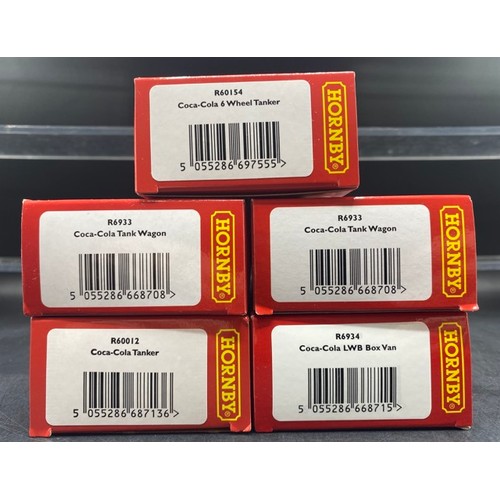 R60154
Coca-Cola 6 Wheel Tanker
5 055286 697555>
HORNBY®
R6933
Coca-Cola Tank Wagon
5 055286 668708>
HORNBY®
R6933
Coca-Cola Tank Wagon
5 055286 668708>
HORNBY®
R60012
Coca-Cola Tanker
5 055286 687136>
HORNBY®
R6934
Coca-Cola LWB Box Van
5 055286 668715>
HORNBY®